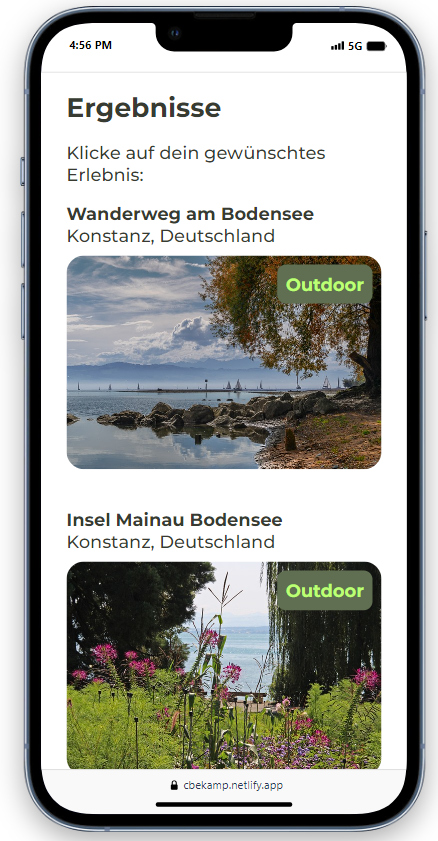 4:56 PM
5G
Ergebnisse
Klicke auf dein gewünschtes
Erlebnis:
Wanderweg am Bodensee
Konstanz, Deutschland
Outdoor
Insel Mainau Bodensee
Konstanz, Deutschland
Outdoor
cbekamp.netlify.app